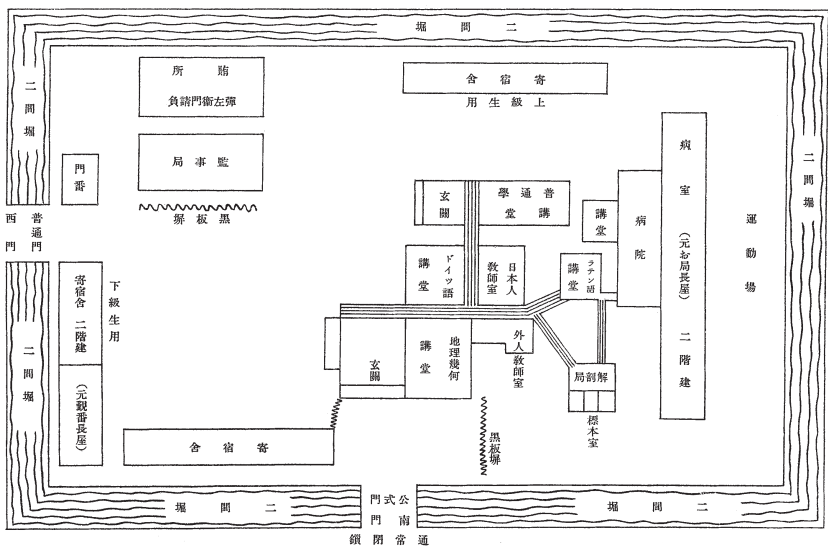 二間堀
二間堀
賄所
彈左衛門請負
寄宿舎
上級生用
監事局
黒板塀
門番
普通門
西門
二間堀
下級生用
寄宿舎 二階建
(元觀番長屋)
寄宿舎
玄關
普通學
講堂
ドイツ語
講堂
日本人
教師室
ラテン語
講堂
講堂
病院
病室 (元お局長屋) 二階建
運動場
二間堀
玄關
地理幾何
講堂
外人教師室
解剖局
標本室
黒板塀
二間堀
公式門
南門
通常閉鎖
二間堀